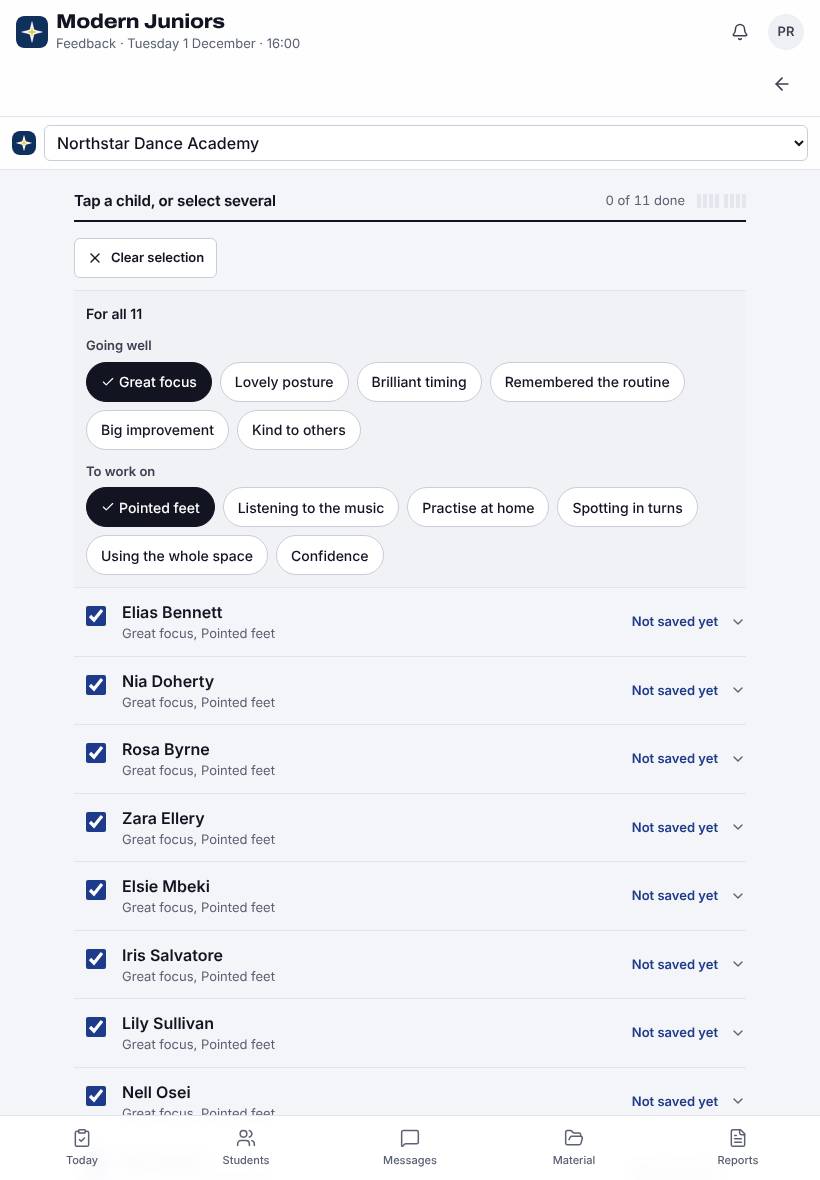 Modern Juniors
Feedback · Tuesday 1 December · 16:00
PR
Northstar Dance Academy
Tap a child, or select several
0 of 11 done
Clear selection
For all 11
Going well
Great focus
Lovely posture
Brilliant timing
Remembered the routine
Big improvement
Kind to others
To work on
Pointed feet
Listening to the music
Practise at home
Spotting in turns
Using the whole space
Confidence
Elias Bennett
Great focus, Pointed feet
Not saved yet
Nia Doherty
Great focus, Pointed feet
Not saved yet
Rosa Byrne
Great focus, Pointed feet
Not saved yet
Zara Ellery
Great focus, Pointed feet
Not saved yet
Elsie Mbeki
Great focus, Pointed feet
Not saved yet
Iris Salvatore
Great focus, Pointed feet
Not saved yet
Lily Sullivan
Great focus, Pointed feet
Not saved yet
Nell Osei
Great focus, Pointed feet
Not saved yet
Today
Students
Messages
Material
Reports